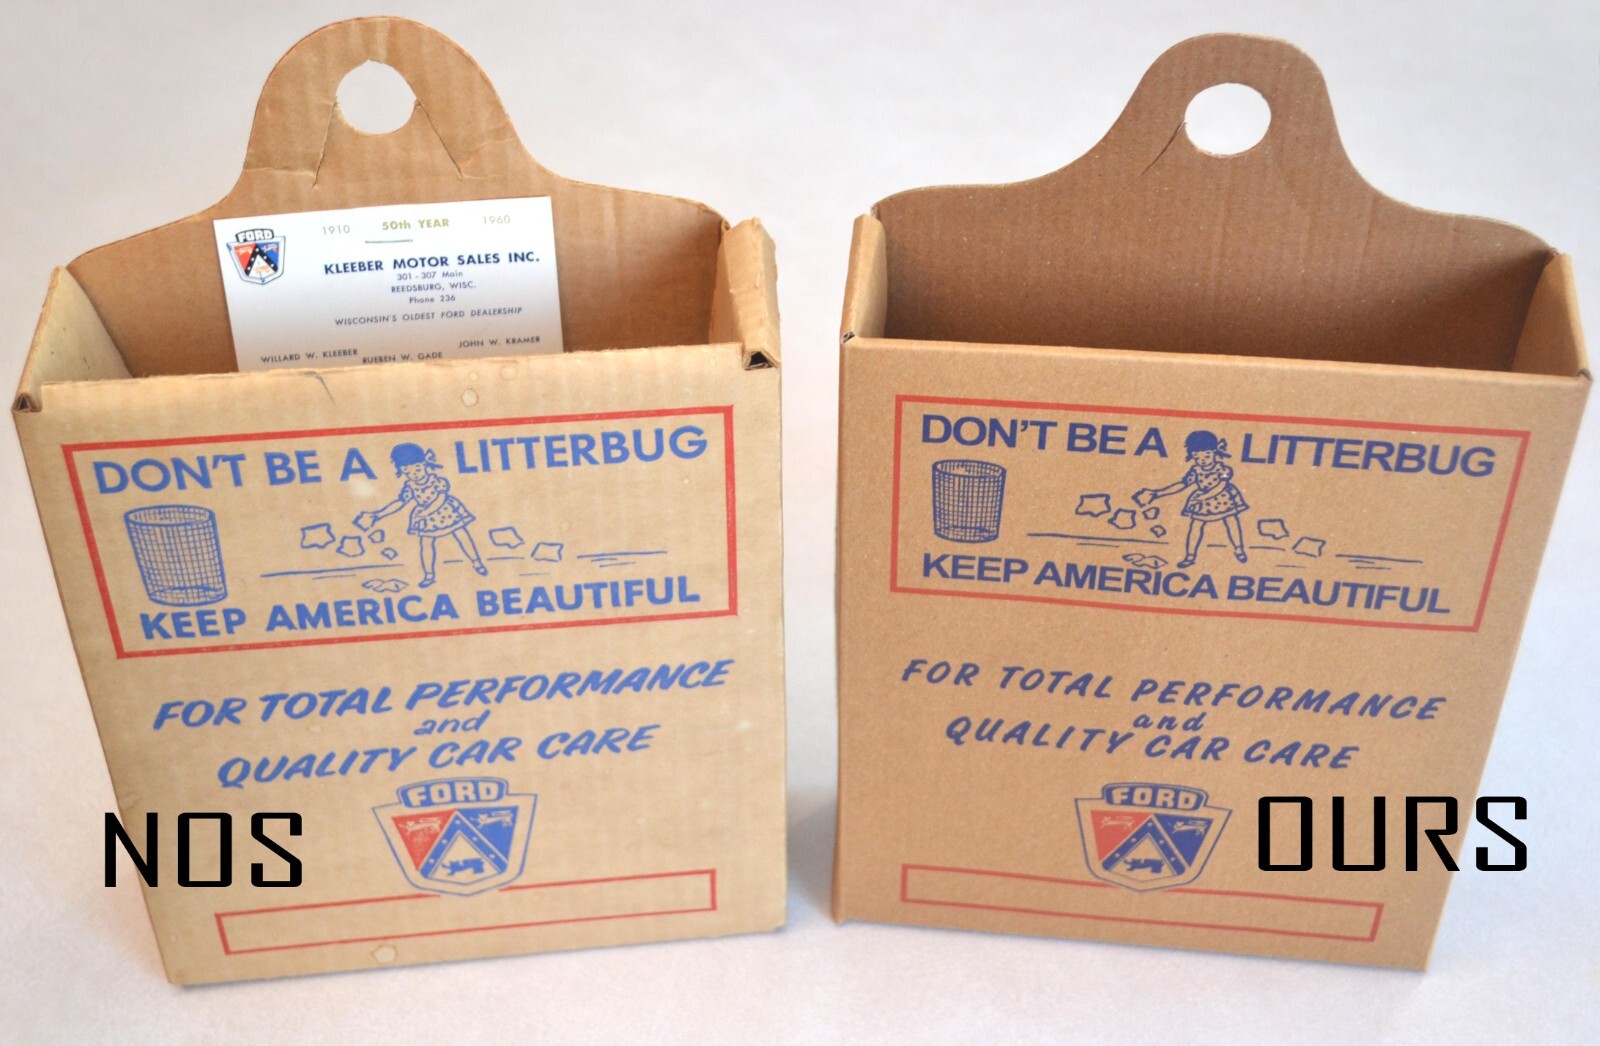 1910 50th YEAR 1960
FORD
KLEEBER MOTOR SALES INC.
301 - 307 Main
REEDSBURG, WISC.
Phone 236
WISCONSIN'S OLDEST FORD DEALERSHIP
JOHN W. KRAMER
WILLARD W. KLEEBER
RUEBEN W. GADE
DON'T BE A LITTERBUG
KEEP AMERICA BEAUTIFUL
FOR TOTAL PERFORMANCE
and
QUALITY CAR CARE
FORD
NOS
DON'T BE A LITTERBUG
KEEP AMERICA BEAUTIFUL
FOR TOTAL PERFORMANCE
and
QUALITY CAR CARE
FORD
OURS